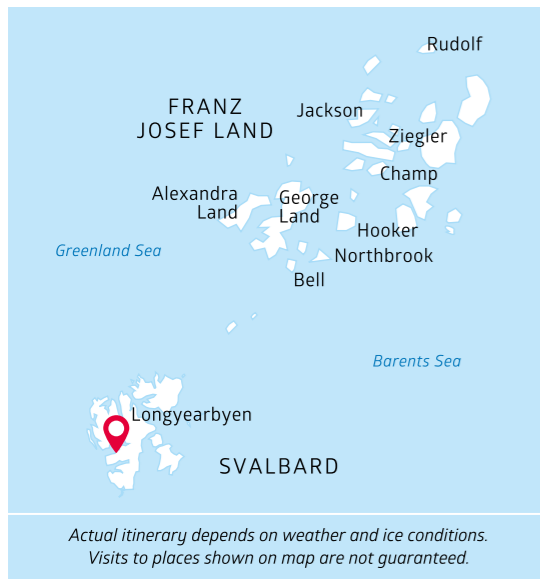 Rudolf
FRANZ
JOSEF LAND
Jackson
Ziegler
Champ
Alexandra
Land
George
Land
Hooker
Northbrook
Greenland Sea
Bell
Barents Sea
Longyearbyen
SVALBARD
Actual itinerary depends on weather and ice conditions.
Visits to places shown on map are not guaranteed.